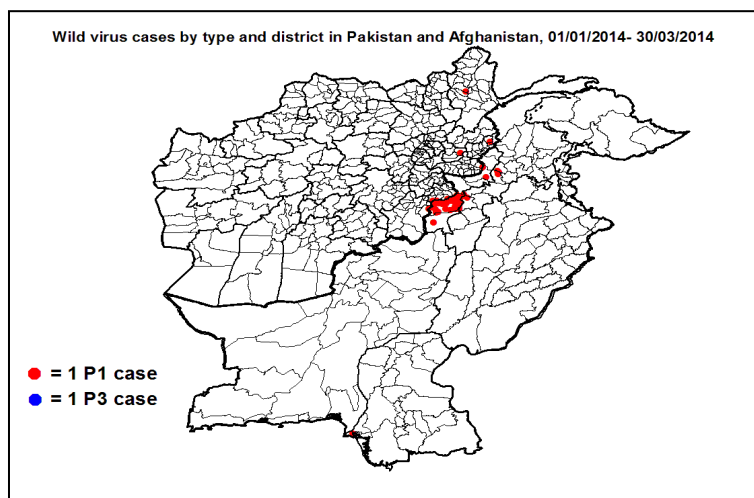 Wild virus cases by type and district in Pakistan and Afghanistan, 01/01/2014- 30/03/2014
= 1 P1 case
= 1 P3 case